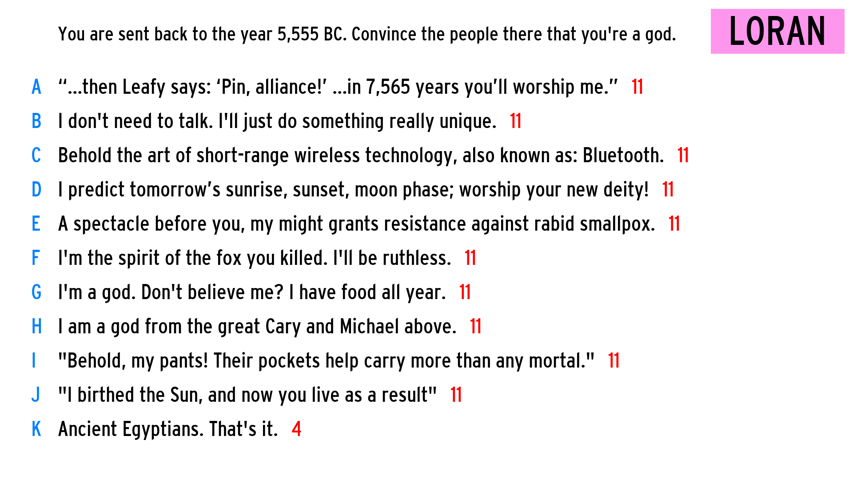 You are sent back to the year 5,555 BC. Convince the people there that you're a god.
LORAN
A “...then Leafy says: ‘Pin, alliance!’ ...in 7,565 years you’ll worship me.” 11
B I don't need to talk. I'll just do something really unique. 11
C Behold the art of short-range wireless technology, also known as: Bluetooth. 11
D I predict tomorrow’s sunrise, sunset, moon phase; worship your new deity! 11
E A spectacle before you, my might grants resistance against rabid smallpox. 11
F I'm the spirit of the fox you killed. I'll be ruthless. 11
G I'm a god. Don't believe me? I have food all year. 11
H I am a god from the great Cary and Michael above. 11
I "Behold, my pants! Their pockets help carry more than any mortal." 11
J "I birthed the Sun, and now you live as a result" 11
K Ancient Egyptians. That's it. 4